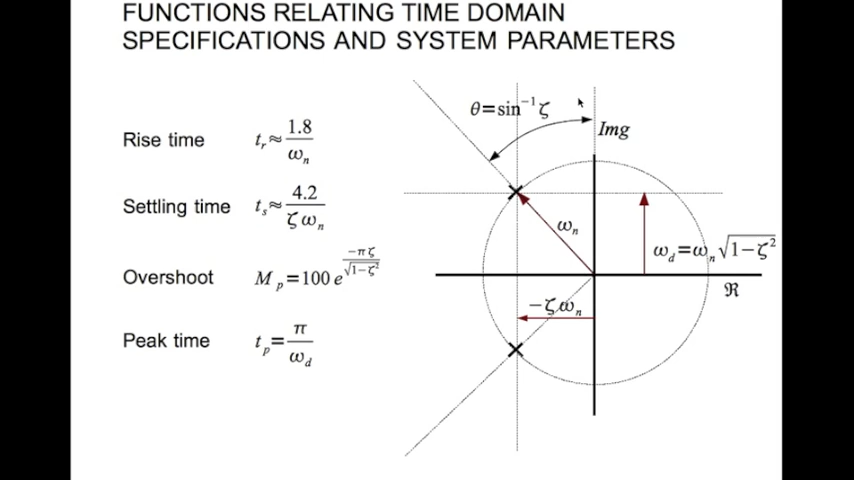 FUNCTIONS RELATING TIME DOMAIN
SPECIFICATIONS AND SYSTEM PARAMETERS
Rise time t_r≈1.8/ω_n
Settling time t_s≈4.2/(ζω_n)
Overshoot M_p=100e^(−πζ/√(1−ζ²))
Peak time t_p=π/ω_d
θ=sin⁻¹ζ
Img
ω_n
ω_d=ω_n√(1−ζ²)
ℜ
−ζω_n